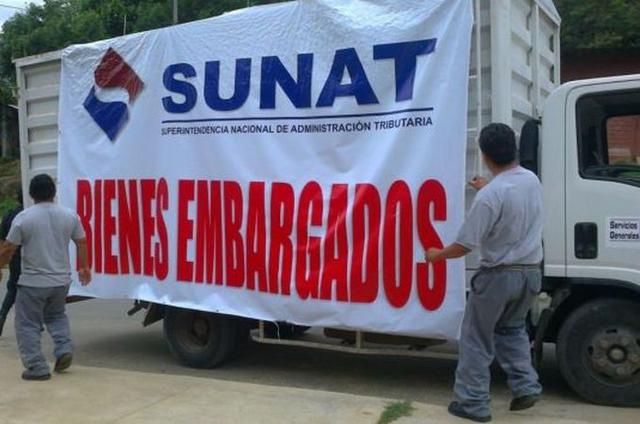 SUNAT
SUPERINTENDENCIA NACIONAL DE ADMINISTRACIÓN TRIBUTARIA
BIENES EMBARGADOS
Servicios
Generales